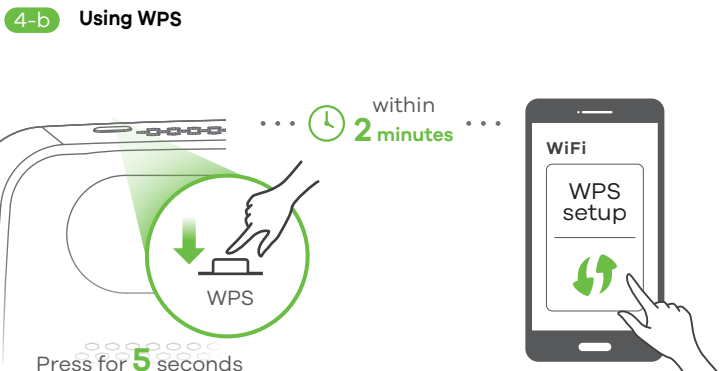 4-b Using WPS
within
2 minutes
WiFi
WPS
setup
WPS
Press for 5 seconds